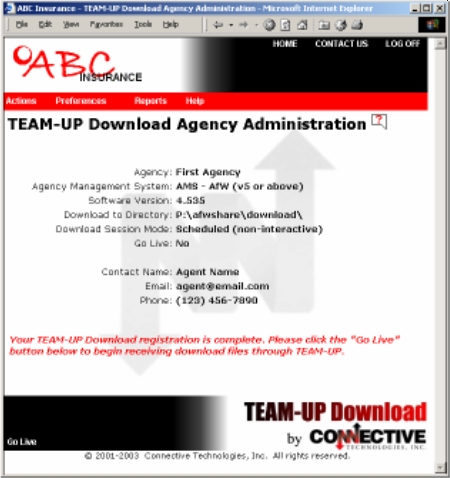 ABC Insurance - TEAM-UP Download Agency Administration - Microsoft Internet Explorer
File Edit View Favorites Tools Help
HOME CONTACT US LOG OFF
ABC INSURANCE
Actions Preferences Reports Help
TEAM-UP Download Agency Administration ?
Agency: First Agency
Agency Management System: AMS - AfW (v5 or above)
Software Version: 4.535
Download to Directory: P:\afwshare\download\
Download Session Mode: Scheduled (non-interactive)
Go Live: No
Contact Name: Agent Name
Email: agent@email.com
Phone: (123) 456-7890
Your TEAM-UP Download registration is complete. Please click the "Go Live"
button below to begin receiving download files through TEAM-UP.
TEAM-UP Download
by CONNECTIVE
TECHNOLOGIES, INC.
Go Live
© 2001-2003 Connective Technologies, Inc. All rights reserved.